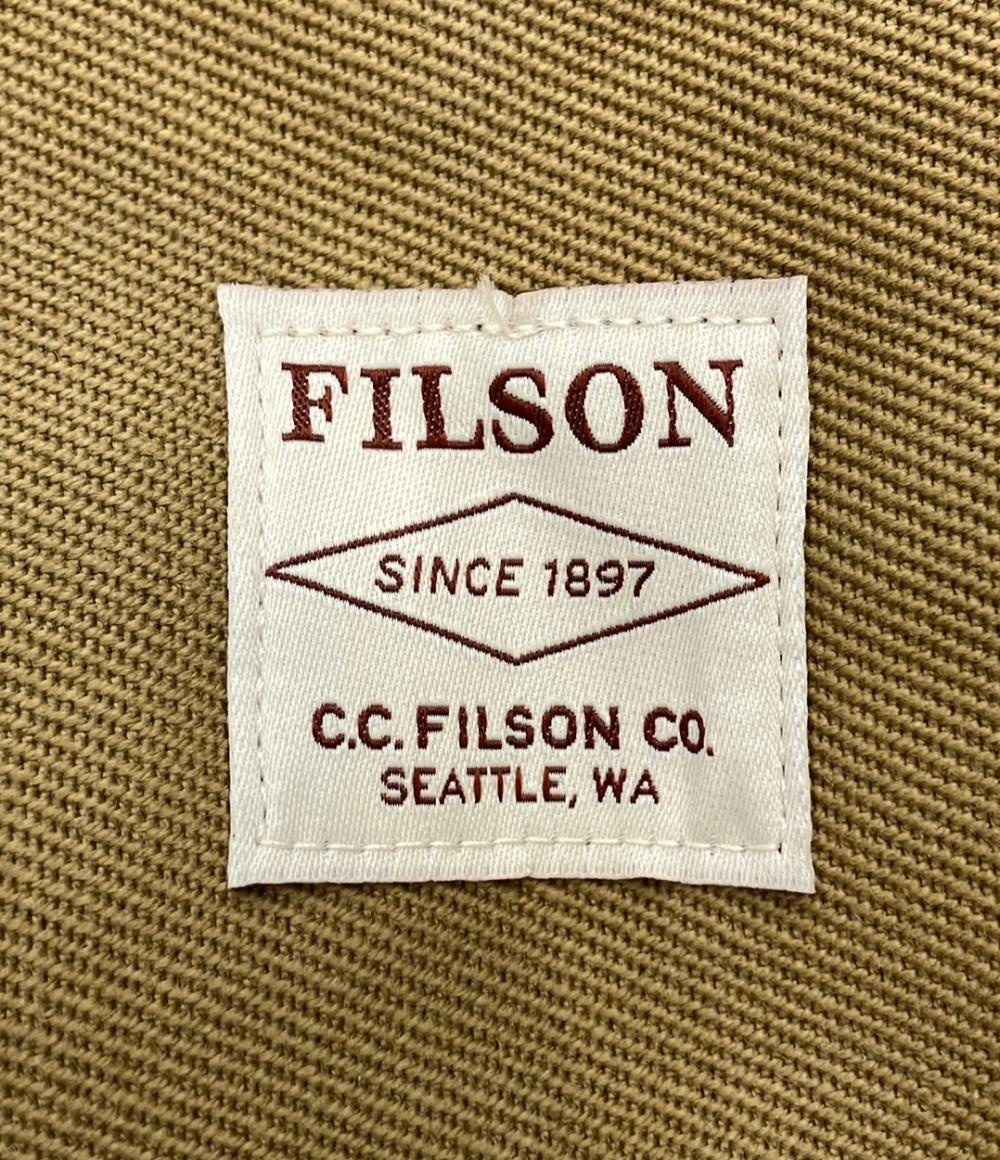 FILSON
SINCE 1897
C.C. FILSON CO.
SEATTLE, WA